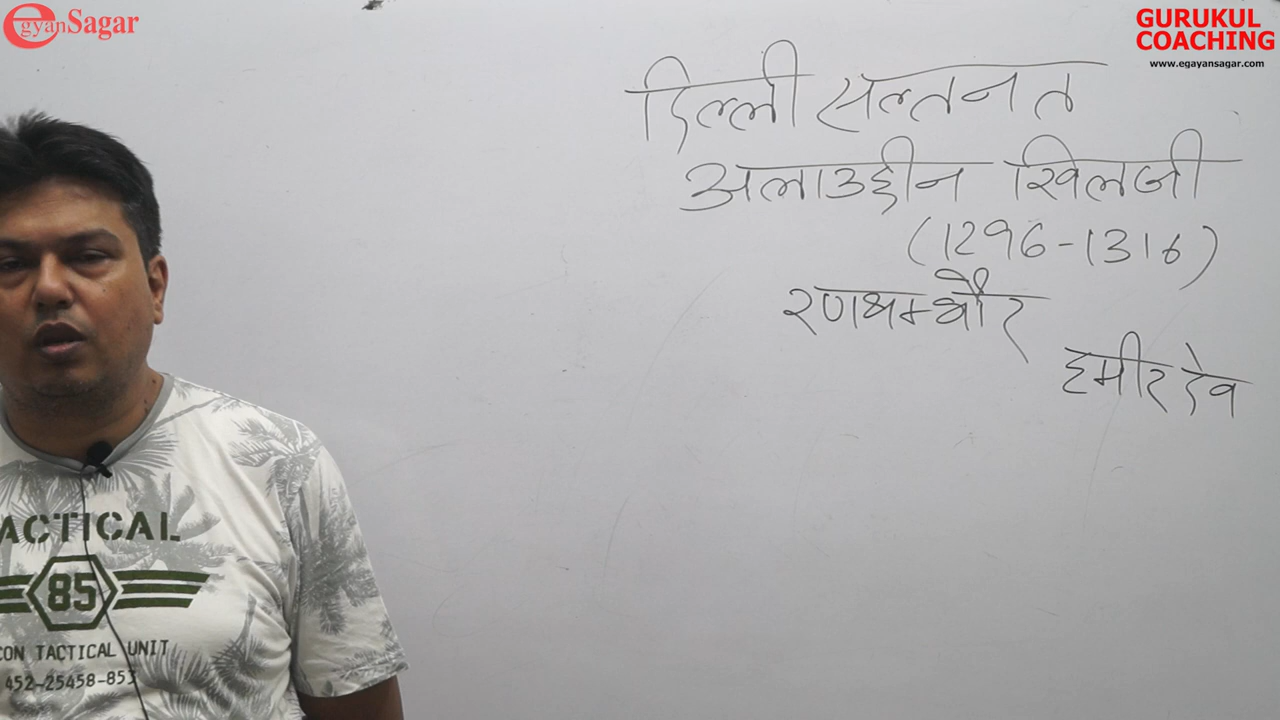 egyanSagar
GURUKUL
COACHING
www.egayansagar.com
दिल्ली सल्तनत
अलाउद्दीन खिलजी
(1296-1316)
रणथम्थौर
हमीर देव
ACTICAL
85
CON TACTICAL UNIT
452-25458-853